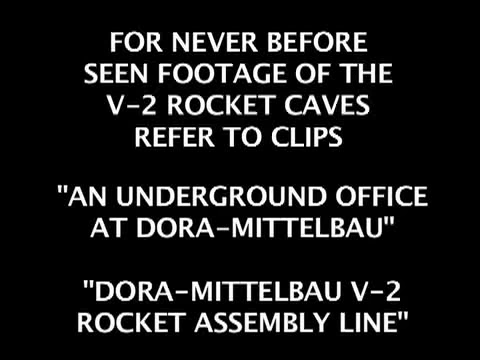 FOR NEVER BEFORE
SEEN FOOTAGE OF THE
V-2 ROCKET CAVES
REFER TO CLIPS
"AN UNDERGROUND OFFICE
AT DORA-MITTELBAU"
"DORA-MITTELBAU V-2
ROCKET ASSEMBLY LINE"